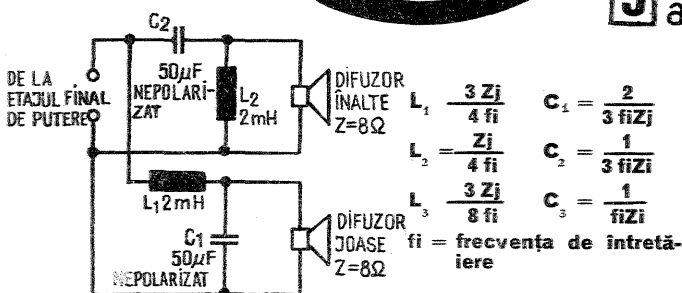 J a
C2
50µF
NEPOLARI-
ZAT
L2
2mH
DE LA
ETAJUL FINAL
DE PUTERE
DIFUZOR
ÎNALTE
Z=8Ω
L₁ 2mH
C1
50µF
NEPOLARIZAT
DIFUZOR
JOASE
Z=8Ω
L₁ 3 Zj / 4 fi C₁ = 2 / 3 fiZj
L₂ = Zj / 4 fi C₂ = 1 / 3 fiZi
L₃ 3 Zj / 8 fi C₃ = 1 / fiZi
fi = frecvența de întretă-
iere